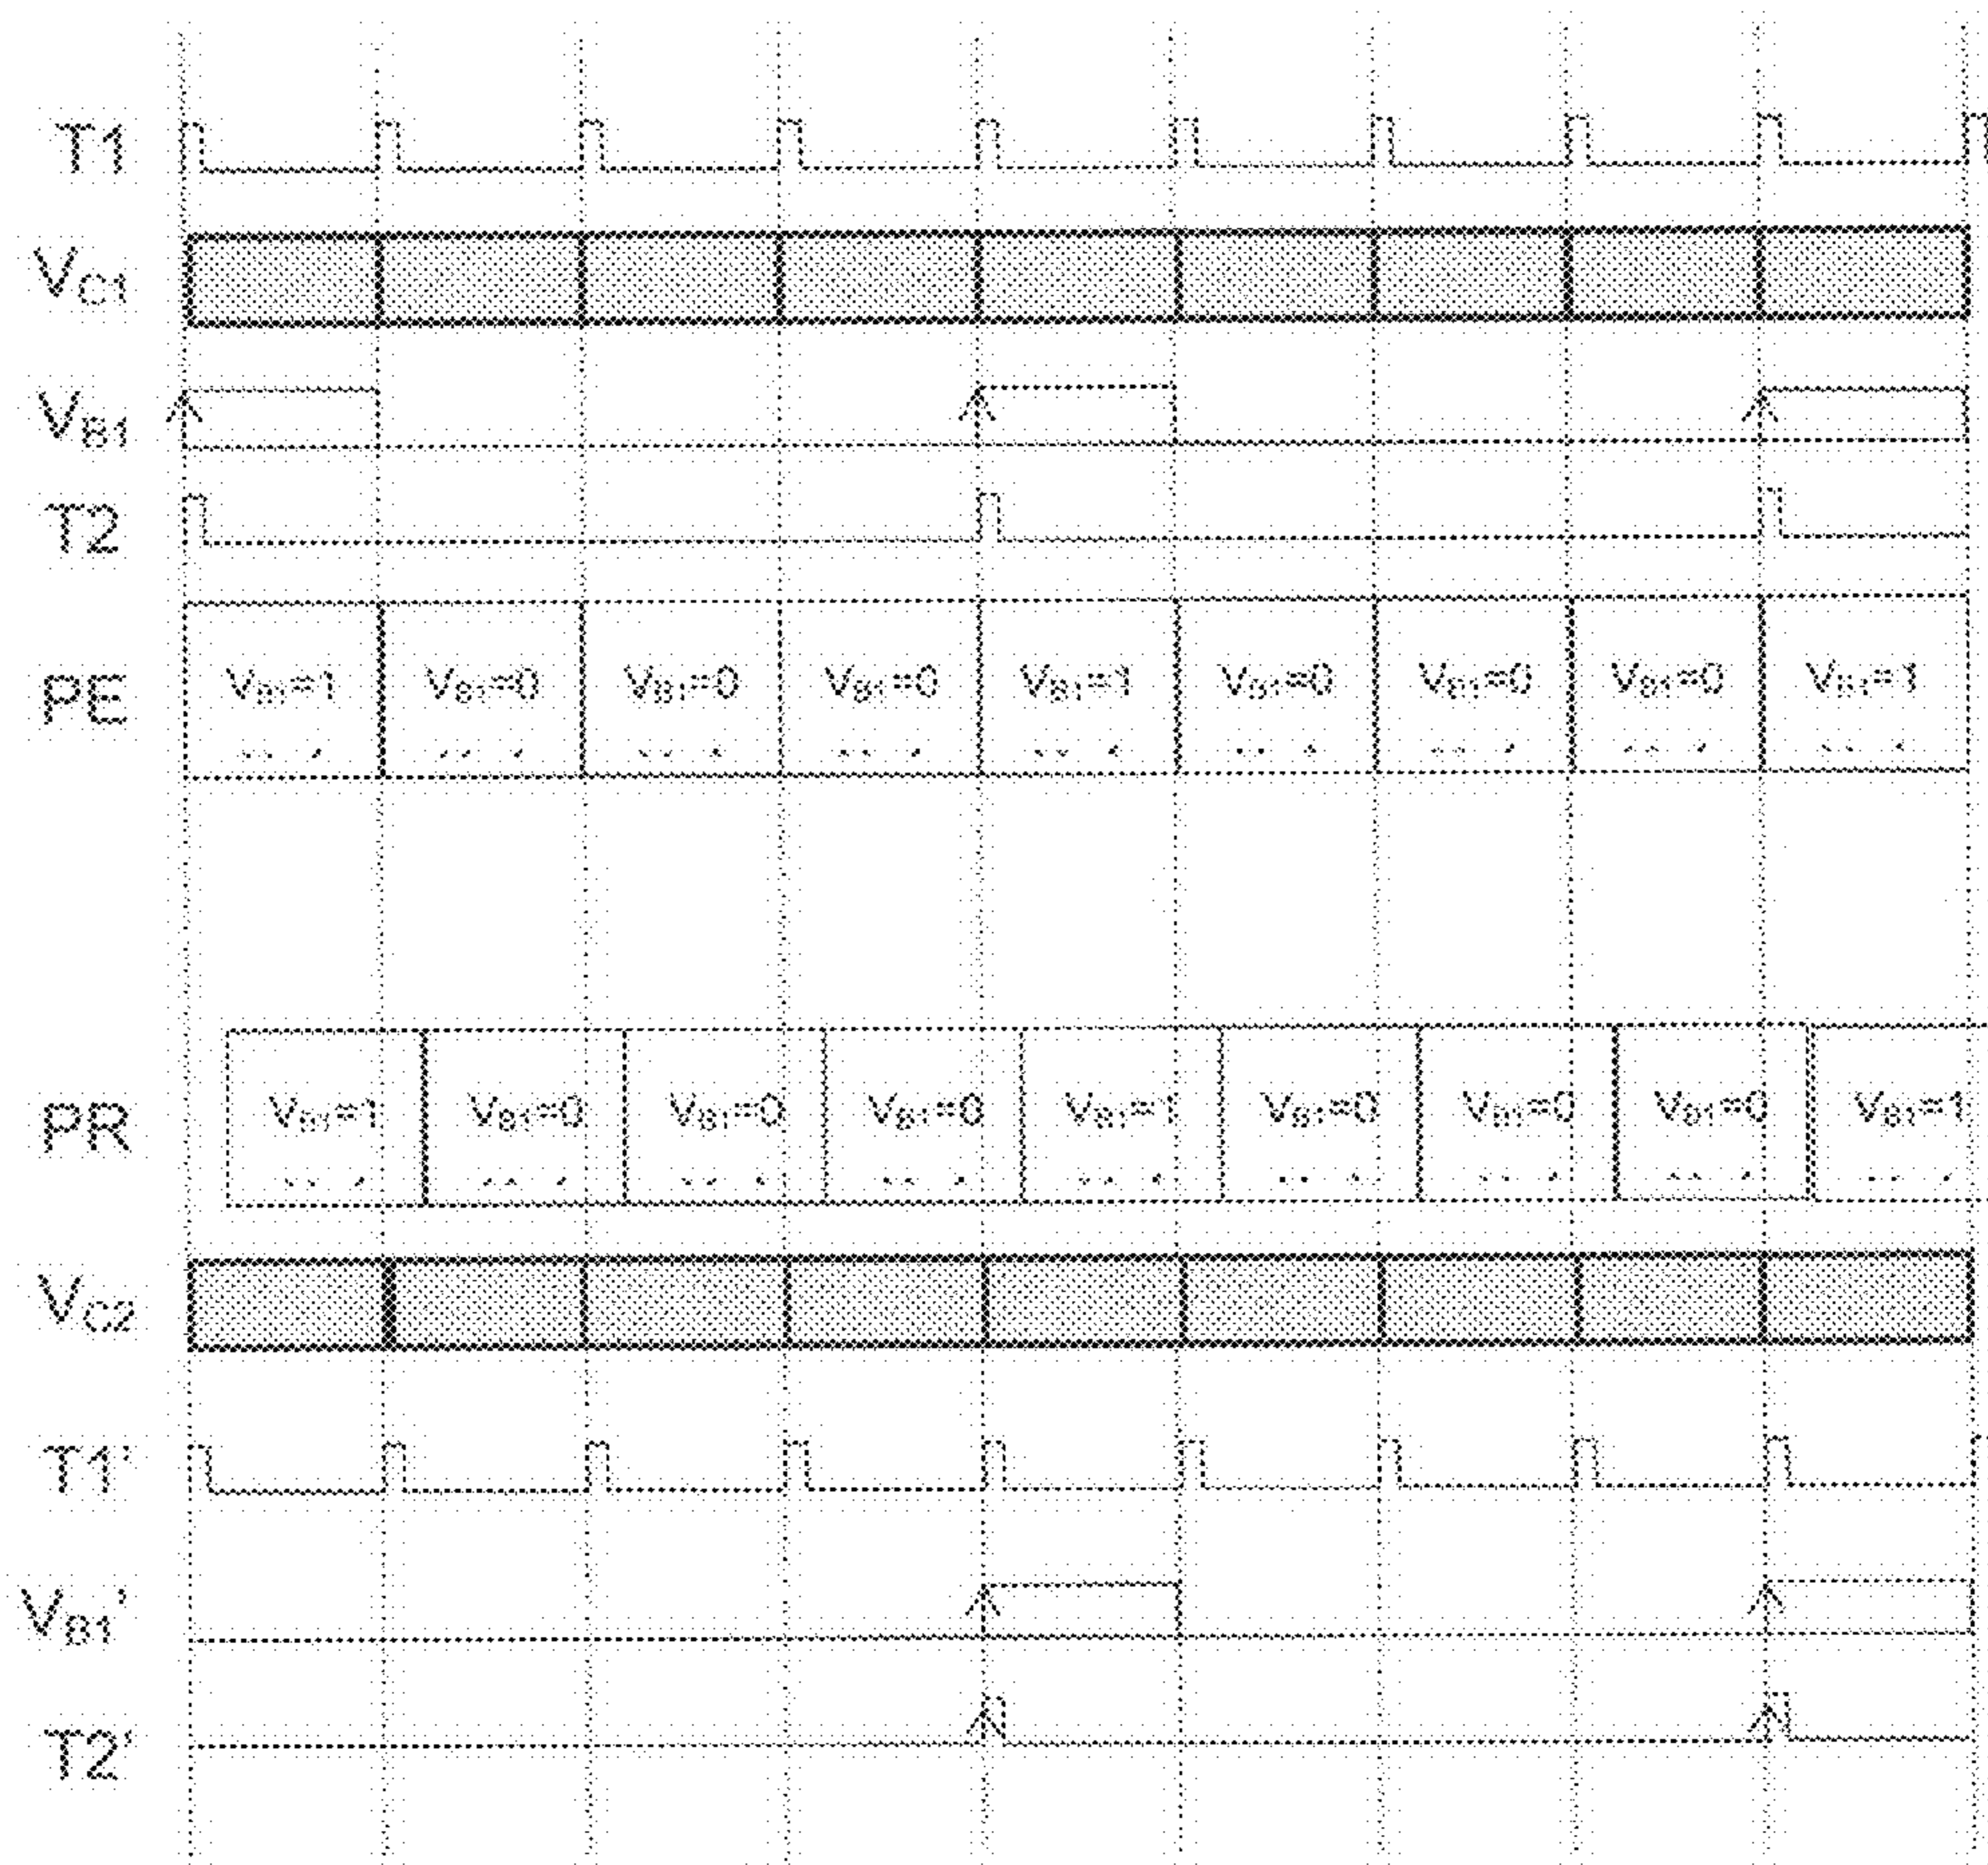 T1
VC1
VB1
T2
PE VB1=1 VB1=0 VB1=0 VB1=0 VB1=1 VB1=0 VB1=0 VB1=0 VB1=1
... ... ... ... ... ... ... ... ...
PR VB1=1 VB1=0 VB1=0 VB1=0 VB1=1 VB1=0 VB1=0 VB1=0 VB1=1
... ... ... ... ... ... ... ... ...
VC2
T1'
VB1'
T2'